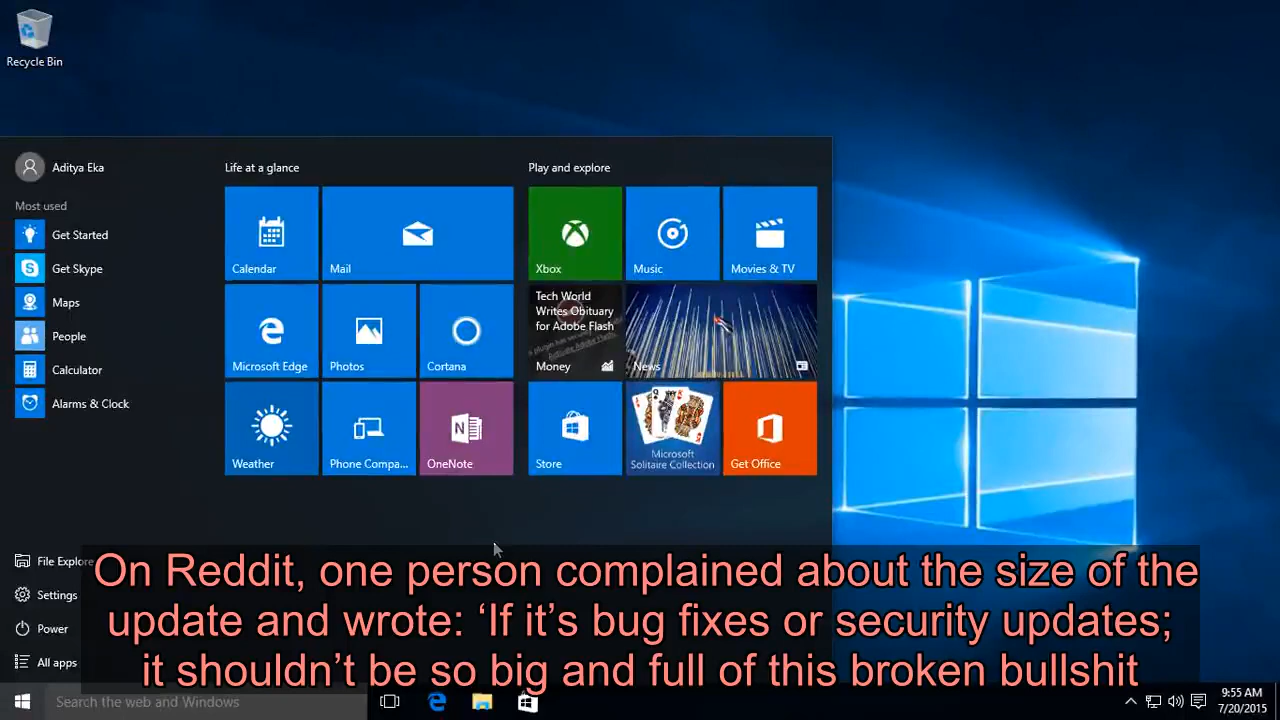 Recycle Bin
Aditya Eka
Most used
Get Started
Get Skype
Maps
People
Calculator
Alarms & Clock
File Explo
Settings
Power
All apps
Life at a glance
Calendar
Mail
Microsoft Edge
Photos
Cortana
Weather
Phone Compa...
OneNote
Play and explore
Xbox
Music
Movies & TV
Tech World
Writes Obituary
for Adobe Flash
Money
News
Store
Microsoft
Solitaire Collection
Get Office
On Reddit, one person complained about the size of the
update and wrote: ‘If it’s bug fixes or security updates;
it shouldn’t be so big and full of this broken bullshit
Search the web and Windows
9:55 AM
7/20/2015